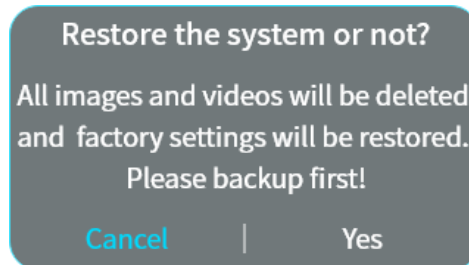 Restore the system or not?
All images and videos will be deleted
and factory settings will be restored.
Please backup first!
Cancel | Yes